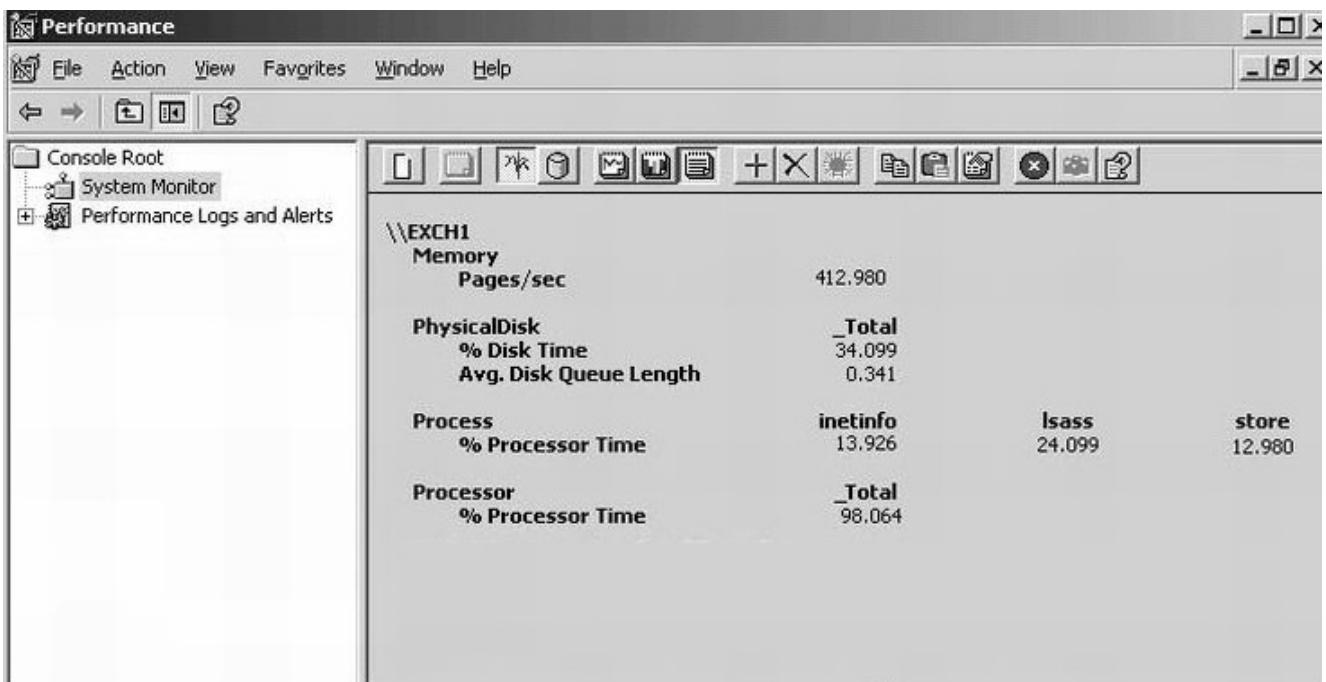 Performance
File Action View Favorites Window Help
Console Root
System Monitor
Performance Logs and Alerts
\\EXCH1
Memory
Pages/sec 412.980
PhysicalDisk _Total
% Disk Time 34.099
Avg. Disk Queue Length 0.341
Process inetinfo lsass store
% Processor Time 13.926 24.099 12.980
Processor _Total
% Processor Time 98.064